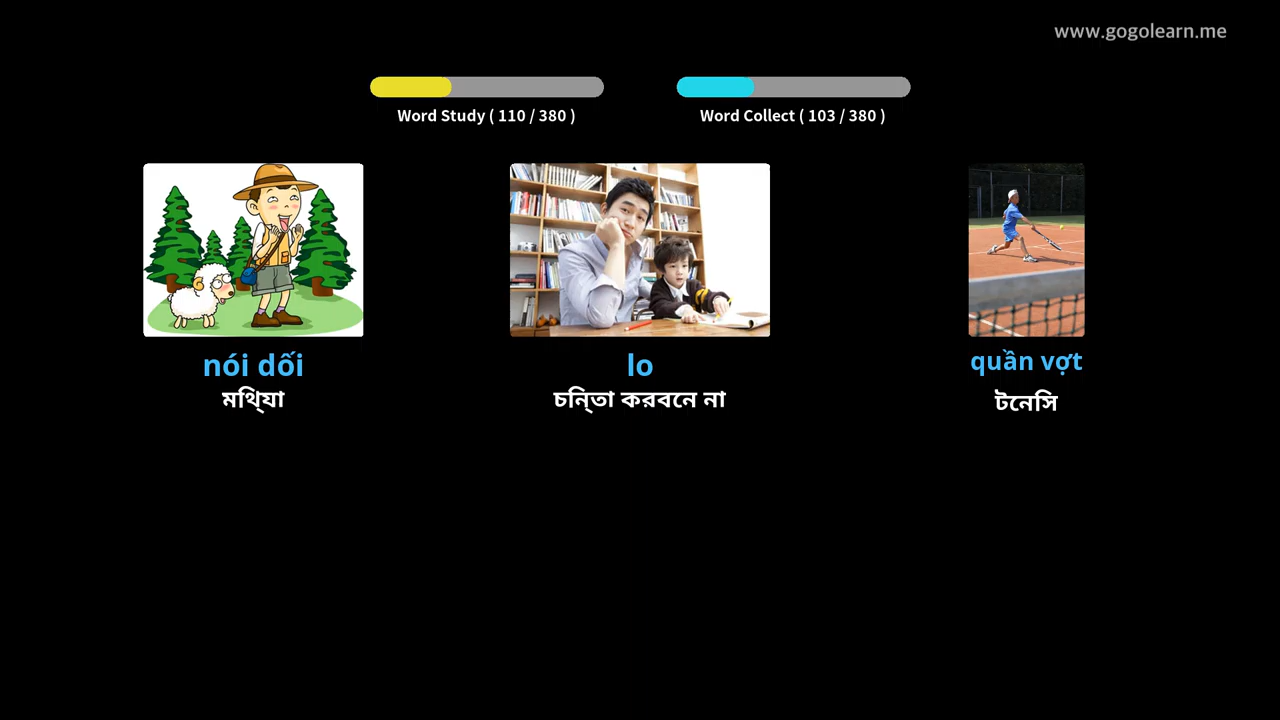 www.gogolearn.me
Word Study ( 110 / 380 )
Word Collect ( 103 / 380 )
nói dối
lo
quần vợt
মিথ্যা
চিন্তা করবেন না
টেনিস